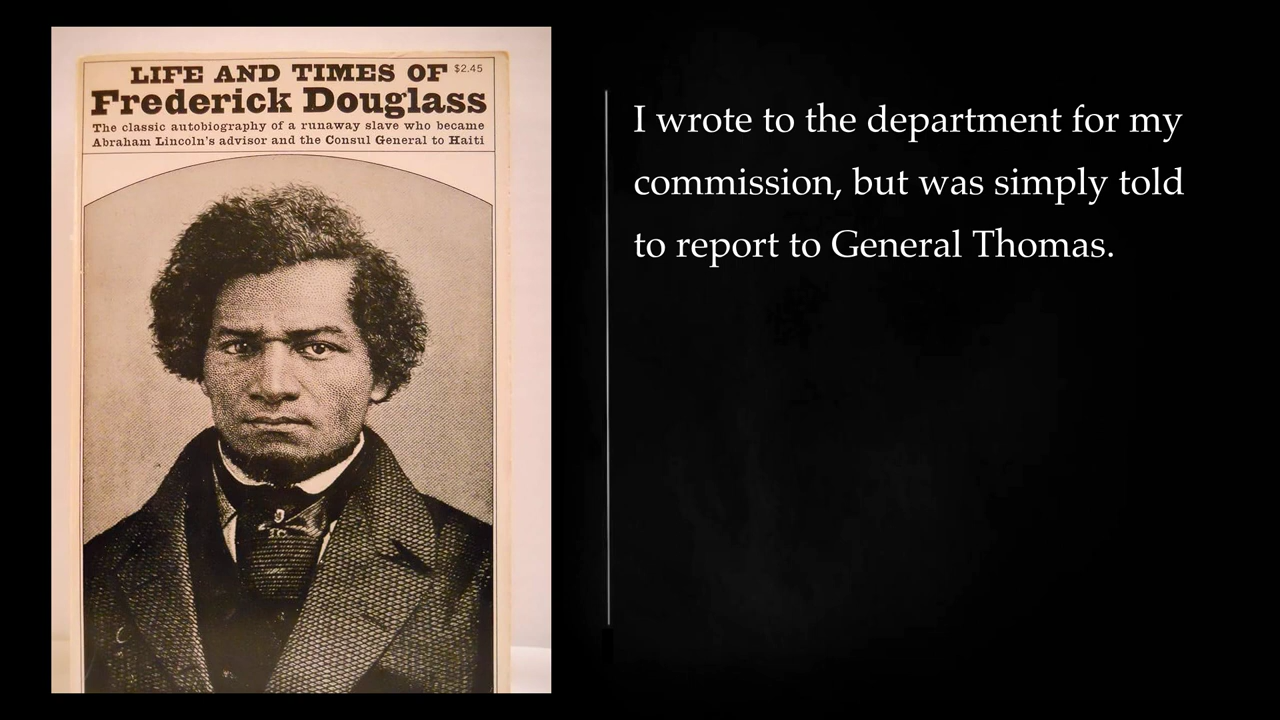 LIFE AND TIMES OF $2.45
Frederick Douglass
The classic autobiography of a runaway slave who became
Abraham Lincoln's advisor and the Consul General to Haiti
I wrote to the department for my
commission, but was simply told
to report to General Thomas.